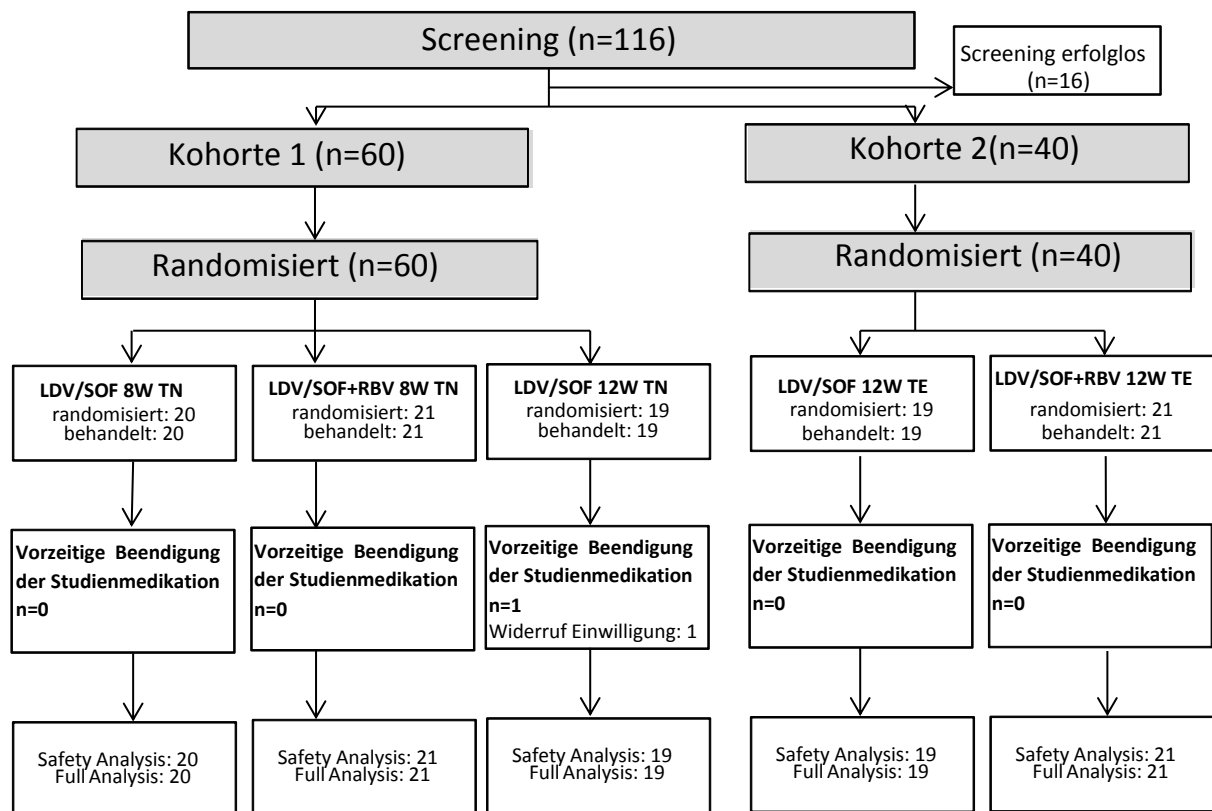 Screening (n=116)
Screening erfolglos
(n=16)
Kohorte 1 (n=60)
Kohorte 2(n=40)
Randomisiert (n=60)
Randomisiert (n=40)
LDV/SOF 8W TN
randomisiert: 20
behandelt: 20
LDV/SOF+RBV 8W TN
randomisiert: 21
behandelt: 21
LDV/SOF 12W TN
randomisiert: 19
behandelt: 19
LDV/SOF 12W TE
randomisiert: 19
behandelt: 19
LDV/SOF+RBV 12W TE
randomisiert: 21
behandelt: 21
Vorzeitige Beendigung
der Studienmedikation
n=0
Vorzeitige Beendigung
der Studienmedikation
n=0
Vorzeitige Beendigung
der Studienmedikation
n=1
Widerruf Einwilligung: 1
Vorzeitige Beendigung
der Studienmedikation
n=0
Vorzeitige Beendigung
der Studienmedikation
n=0
Safety Analysis: 20
Full Analysis: 20
Safety Analysis: 21
Full Analysis: 21
Safety Analysis: 19
Full Analysis: 19
Safety Analysis: 19
Full Analysis: 19
Safety Analysis: 21
Full Analysis: 21